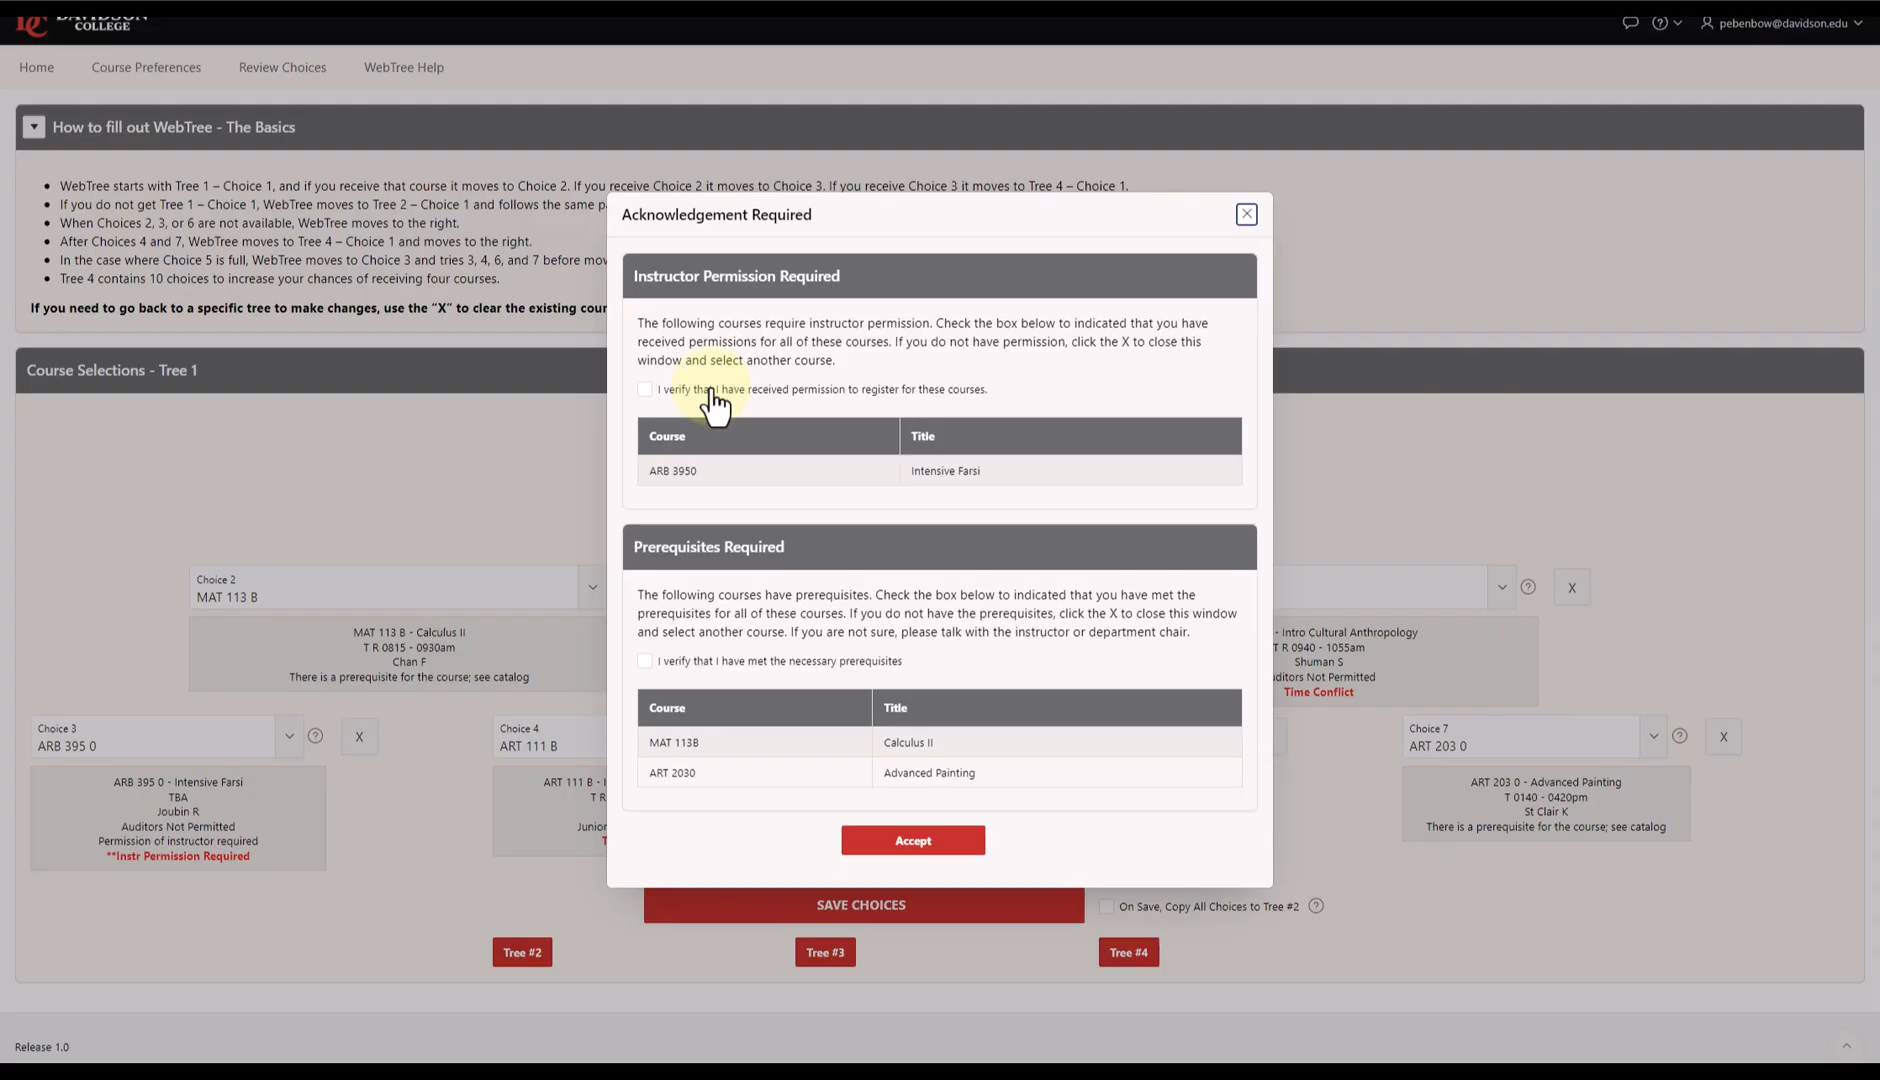 DAVIDSON
COLLEGE
pebenbow@davidson.edu
Home Course Preferences Review Choices WebTree Help
How to fill out WebTree - The Basics
WebTree starts with Tree 1 – Choice 1, and if you receive that course it moves to Choice 2. If you receive Choice 2 it moves to Choice 3. If you receive Choice 3 it moves to Tree 4 – Choice 1.
If you do not get Tree 1 – Choice 1, WebTree moves to Tree 2 – Choice 1 and follows the same p
When Choices 2, 3, or 6 are not available, WebTree moves to the right.
After Choices 4 and 7, WebTree moves to Tree 4 – Choice 1 and moves to the right.
In the case where Choice 5 is full, WebTree moves to Choice 3 and tries 3, 4, 6, and 7 before mov
Tree 4 contains 10 choices to increase your chances of receiving four courses.
If you need to go back to a specific tree to make changes, use the "X" to clear the existing cour
Course Selections - Tree 1
Acknowledgement Required
Instructor Permission Required
The following courses require instructor permission. Check the box below to indicated that you have
received permissions for all of these courses. If you do not have permission, click the X to close this
window and select another course.
I verify that I have received permission to register for these courses.
Course Title
ARB 3950 Intensive Farsi
Prerequisites Required
The following courses have prerequisites. Check the box below to indicated that you have met the
prerequisites for all of these courses. If you do not have the prerequisites, click the X to close this window
and select another course. If you are not sure, please talk with the instructor or department chair.
I verify that I have met the necessary prerequisites
Course Title
MAT 113B Calculus II
ART 2030 Advanced Painting
Accept
Choice 2
MAT 113 B
MAT 113 B - Calculus II
T R 0815 - 0930am
Chan F
There is a prerequisite for the course; see catalog
X
- Intro Cultural Anthropology
T R 0940 - 1055am
Shuman S
ditors Not Permitted
Time Conflict
Choice 3
ARB 395 0
X
ARB 395 0 - Intensive Farsi
TBA
Joubin R
Auditors Not Permitted
Permission of instructor required
**Instr Permission Required
Choice 4
ART 111 B
ART 111 B - I
T R
Junior
T
Choice 7
ART 203 0
X
ART 203 0 - Advanced Painting
T 0140 - 0420pm
St Clair K
There is a prerequisite for the course; see catalog
SAVE CHOICES
On Save, Copy All Choices to Tree #2
Tree #2 Tree #3 Tree #4
Release 1.0